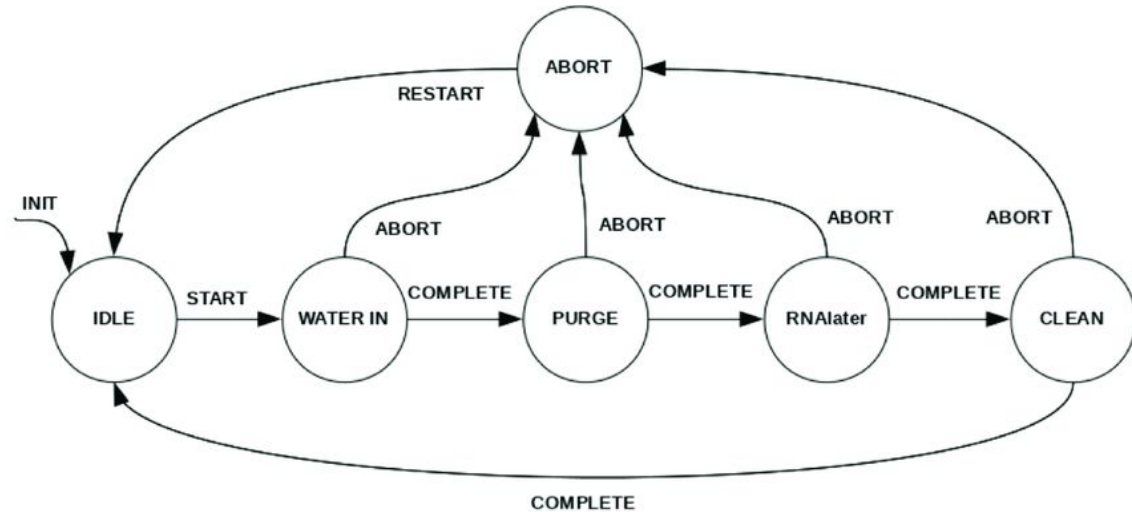 ABORT
RESTART
INIT
ABORT
ABORT
ABORT
ABORT
START
COMPLETE
COMPLETE
COMPLETE
IDLE
WATER IN
PURGE
RNAlater
CLEAN
COMPLETE